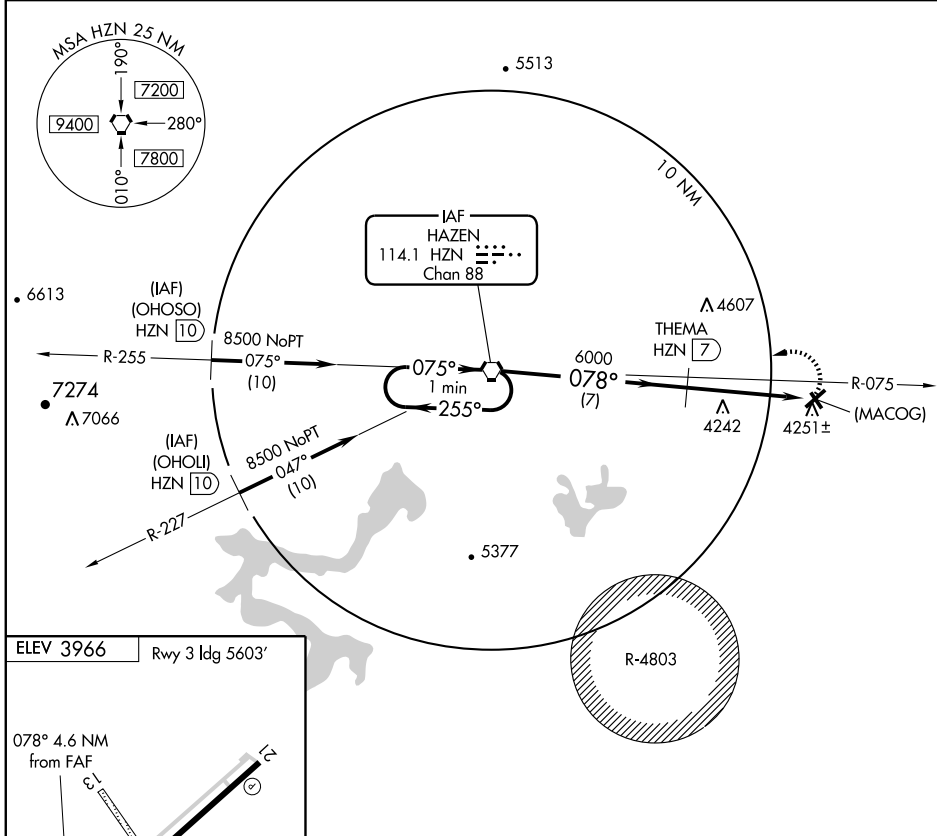 MSA HZN 25 NM
190°
7200
9400
280°
7800
010°
5513
10 NM
IAF
HAZEN
114.1 HZN
Chan 88
6613
(IAF)
(OHOSO)
HZN 10
4607
THEMA
HZN 7
R-255
8500 NoPT
075°
(10)
075°
1 min
255°
6000
078°
(7)
R-075
7274
7066
4242
4251±
(MACOG)
(IAF)
(OHOLI)
HZN 10
8500 NoPT
047°
(10)
R-227
5377
R-4803
ELEV 3966
Rwy 3 ldg 5603'
078° 4.6 NM
from FAF
21
13
P